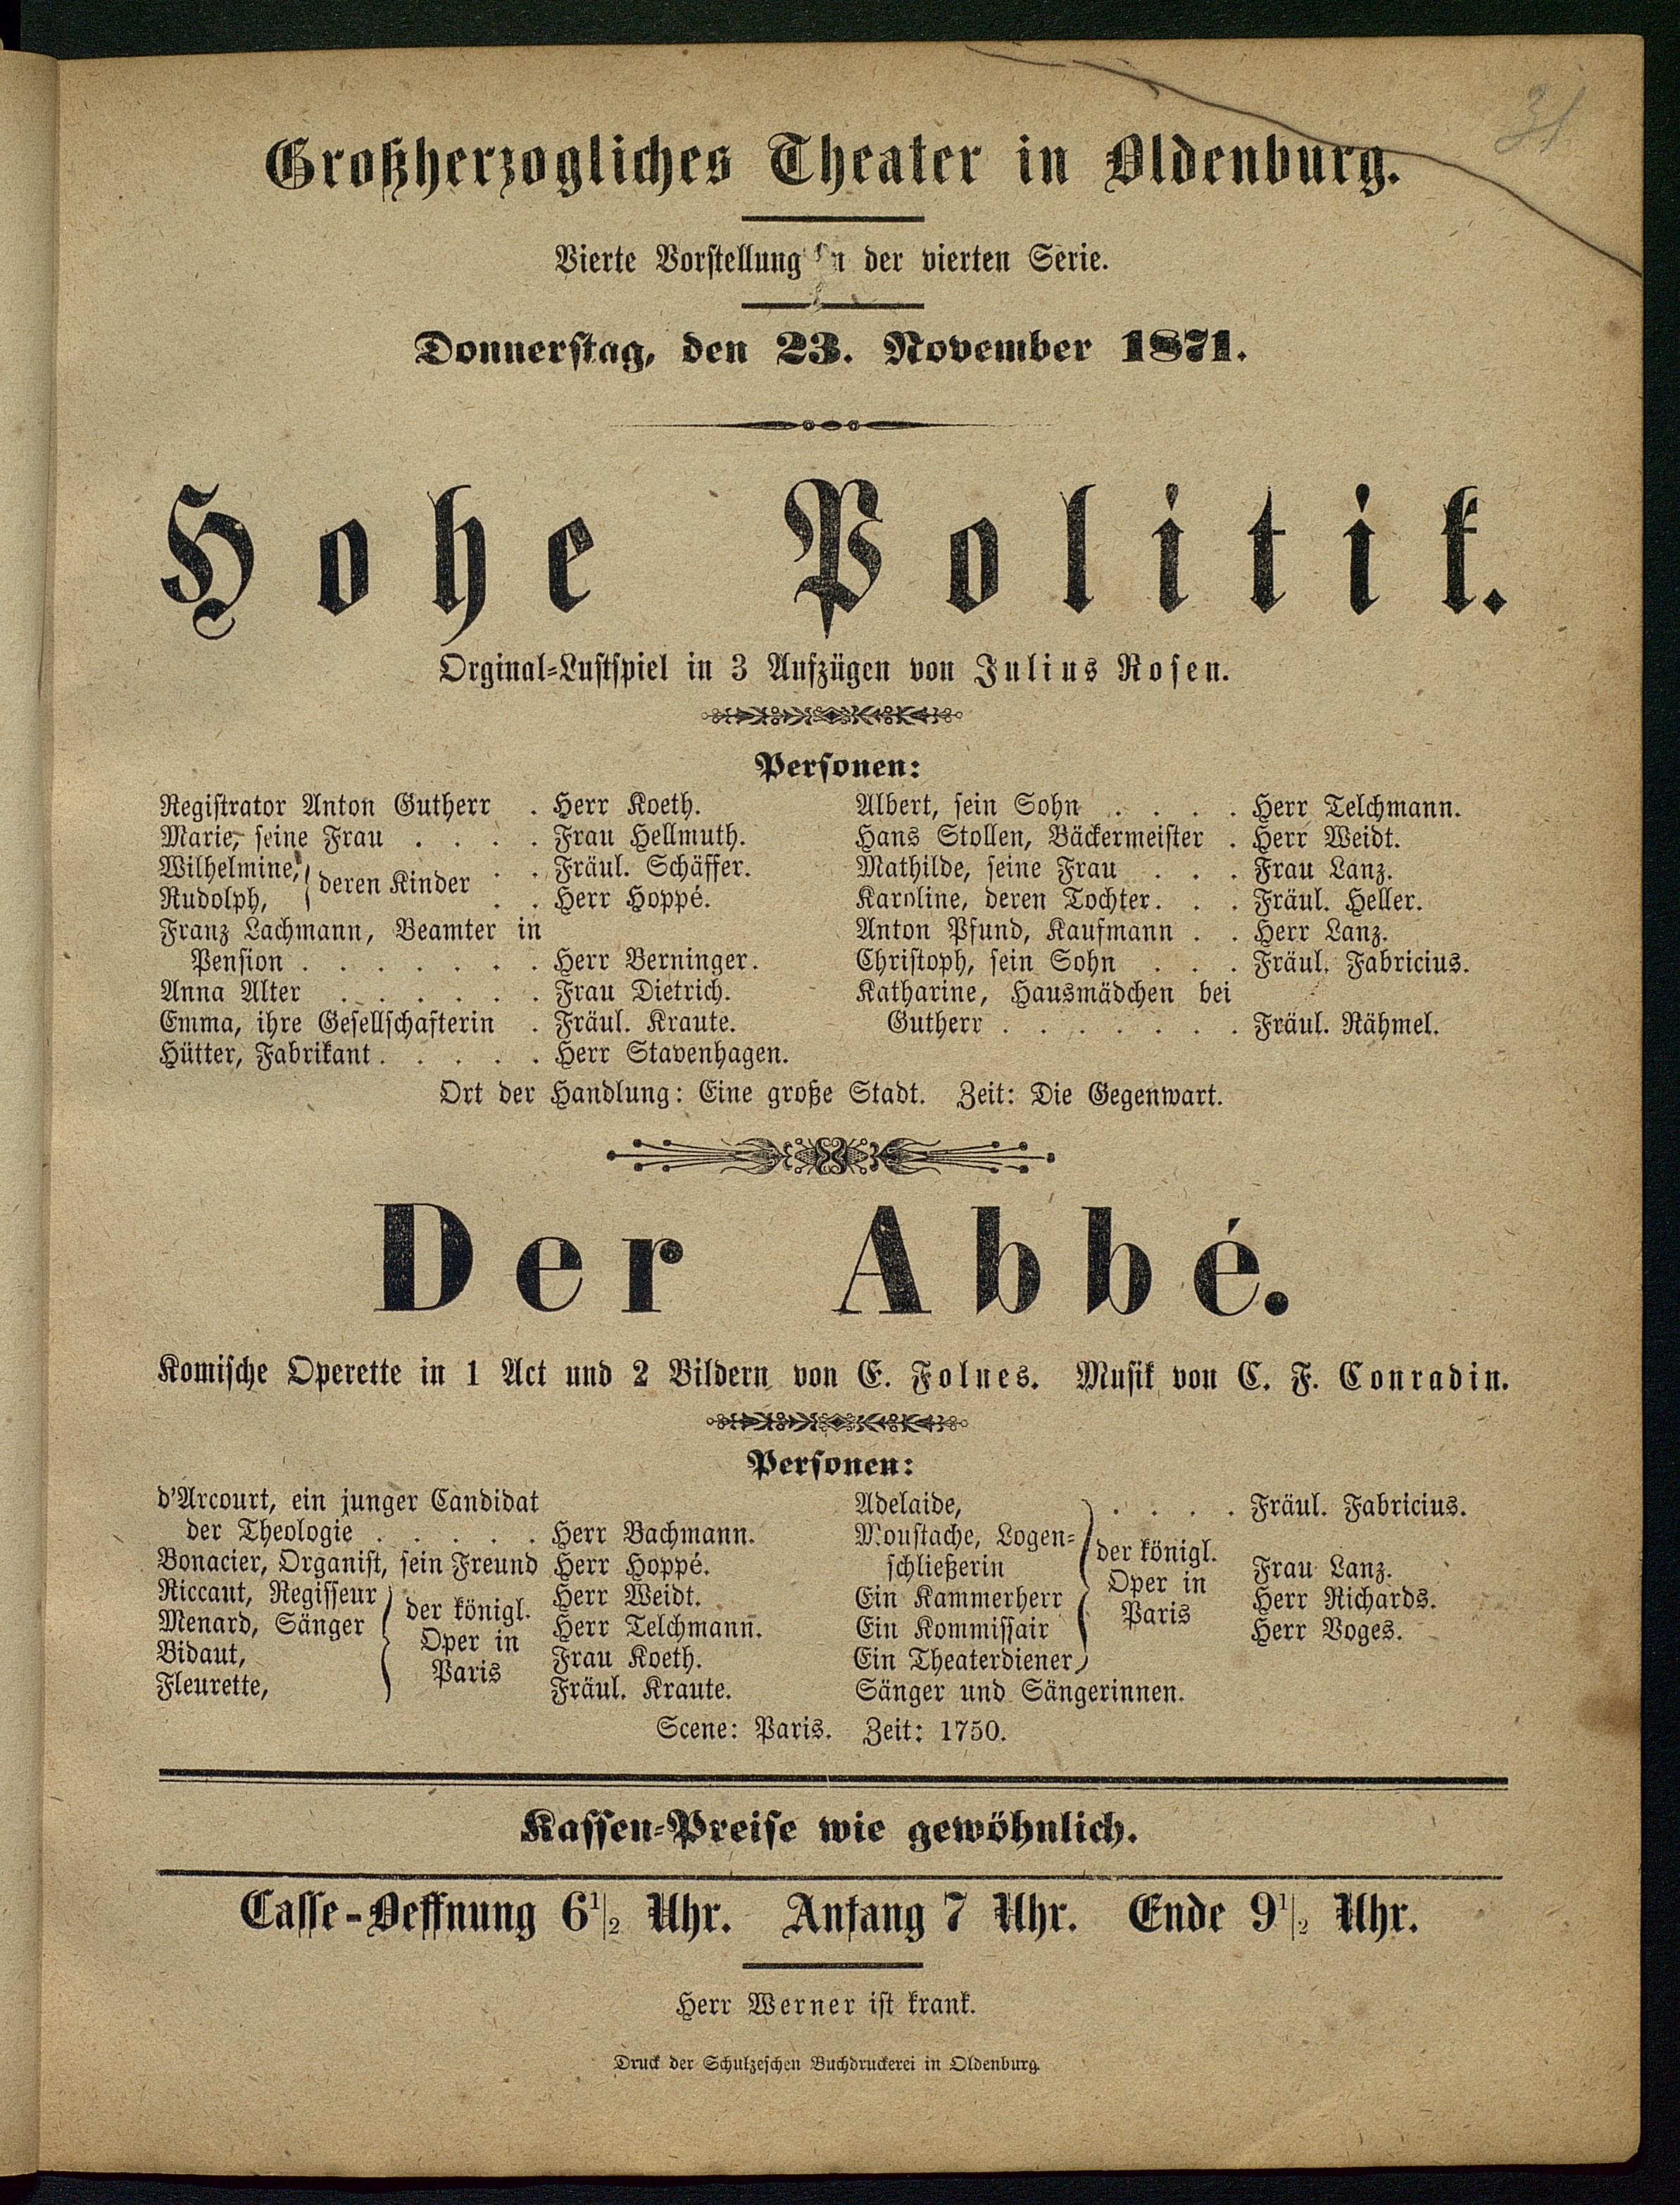 31
Großherzogliches Theater in Oldenburg.
Vierte Vorstellung in der vierten Serie.
Donnerstag, den 23. November 1871.
Hohe Politik.
Orginal-Lustspiel in 3 Aufzügen von Julius Rosen.
Personen:
Registrator Anton Gutherr . Herr Koeth.
Marie, seine Frau . . . . Frau Hellmuth.
Wilhelmine, } deren Kinder . . Fräul. Schäffer.
Rudolph, . . Herr Hoppé.
Franz Lachmann, Beamter in
Pension . . . . . . . Herr Berninger.
Anna Alter . . . . . . Frau Dietrich.
Emma, ihre Gesellschafterin . Fräul. Kraute.
Hütter, Fabrikant . . . . . Herr Stavenhagen.
Albert, sein Sohn . . . . Herr Telchmann.
Hans Stollen, Bäckermeister . Herr Weidt.
Mathilde, seine Frau . . . Frau Lanz.
Karoline, deren Tochter . . . Fräul. Heller.
Anton Pfund, Kaufmann . . Herr Lanz.
Christoph, sein Sohn . . . Fräul. Fabricius.
Katharine, Hausmädchen bei
Gutherr . . . . . . . Fräul. Nähmel.
Ort der Handlung: Eine große Stadt. Zeit: Die Gegenwart.
Der Abbé.
Komische Operette in 1 Act und 2 Bildern von E. Folnes. Musik von C. F. Conradin.
Personen:
d'Arcourt, ein junger Candidat
der Theologie . . . . . Herr Bachmann.
Bonacier, Organist, sein Freund Herr Hoppé.
Riccaut, Regisseur } der königl. Oper in Paris Herr Weidt.
Menard, Sänger Herr Telchmann.
Bidaut, Frau Koeth.
Fleurette, Fräul. Kraute.
Adelaide, . . . . Fräul. Fabricius.
Moustache, Logen-
schließerin } der königl. Oper in Paris Frau Lanz.
Ein Kammerherr Herr Richards.
Ein Kommissair Herr Voges.
Ein Theaterdiener
Sänger und Sängerinnen.
Scene: Paris. Zeit: 1750.
Kassen-Preise wie gewöhnlich.
Casse-Oeffnung 6 1/2 Uhr. Anfang 7 Uhr. Ende 9 1/2 Uhr.
Herr Werner ist krank.
Druck der Schulzeschen Buchdruckerei in Oldenburg.